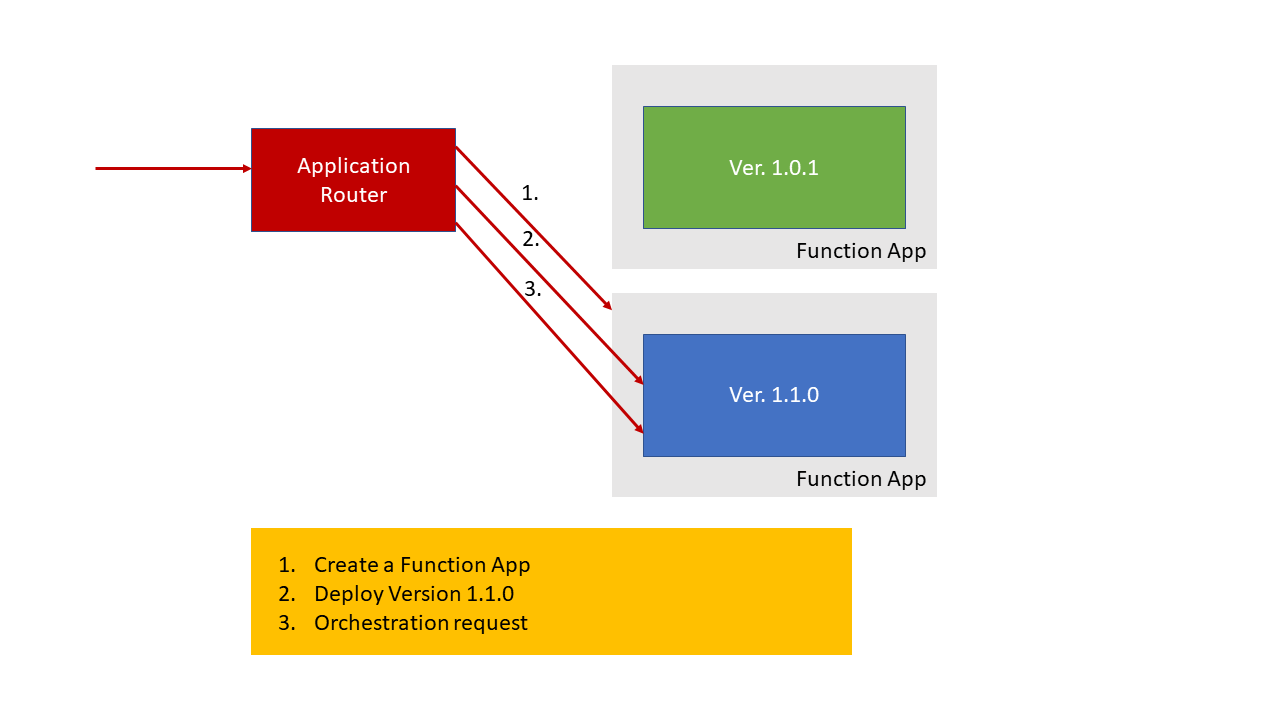 Application
Router
1.
2.
3.
Ver. 1.0.1
Function App
Ver. 1.1.0
Function App
1. Create a Function App
2. Deploy Version 1.1.0
3. Orchestration request